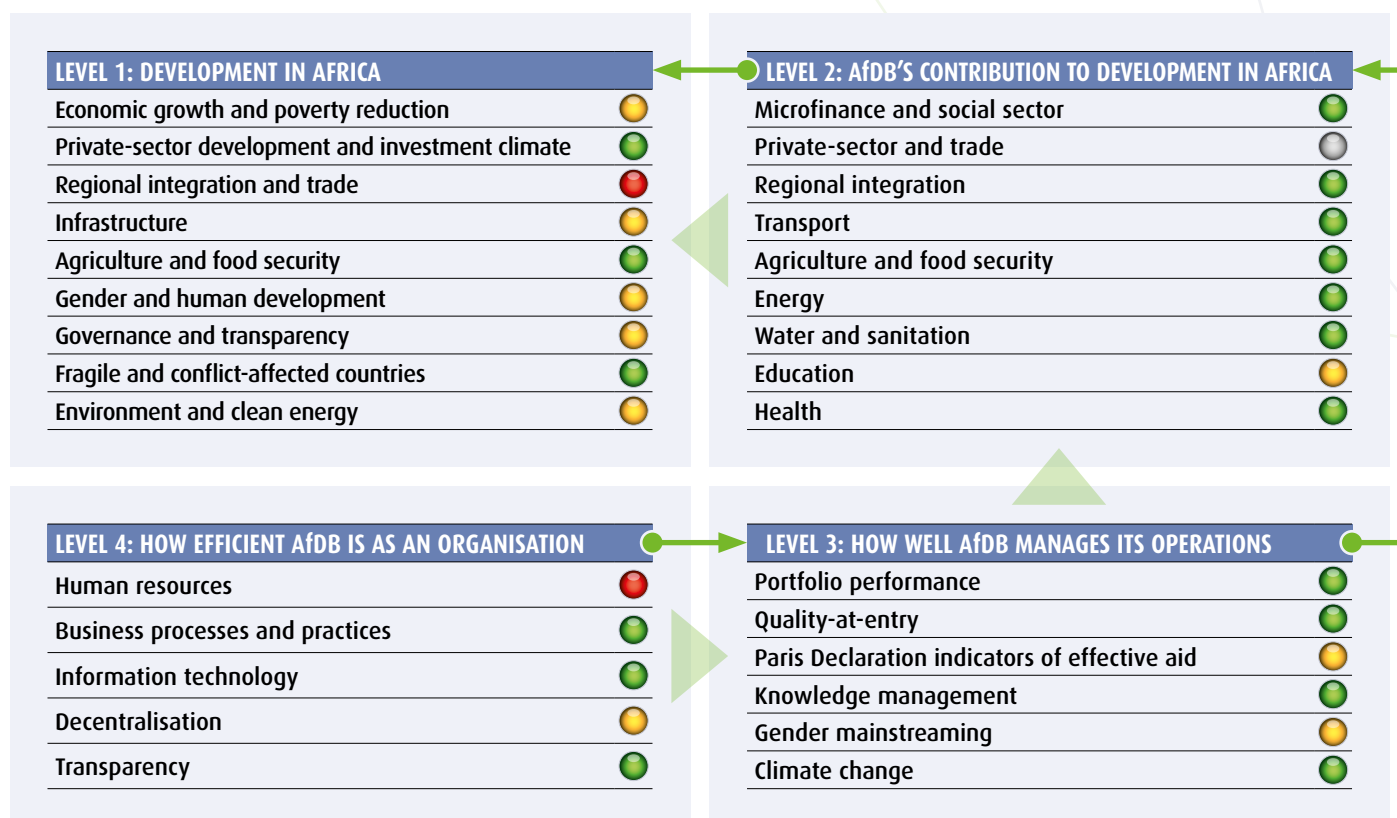 LEVEL 1: DEVELOPMENT IN AFRICA
Economic growth and poverty reduction
Private-sector development and investment climate
Regional integration and trade
Infrastructure
Agriculture and food security
Gender and human development
Governance and transparency
Fragile and conflict-affected countries
Environment and clean energy
LEVEL 2: AfDB'S CONTRIBUTION TO DEVELOPMENT IN AFRICA
Microfinance and social sector
Private-sector and trade
Regional integration
Transport
Agriculture and food security
Energy
Water and sanitation
Education
Health
LEVEL 4: HOW EFFICIENT AfDB IS AS AN ORGANISATION
Human resources
Business processes and practices
Information technology
Decentralisation
Transparency
LEVEL 3: HOW WELL AfDB MANAGES ITS OPERATIONS
Portfolio performance
Quality-at-entry
Paris Declaration indicators of effective aid
Knowledge management
Gender mainstreaming
Climate change